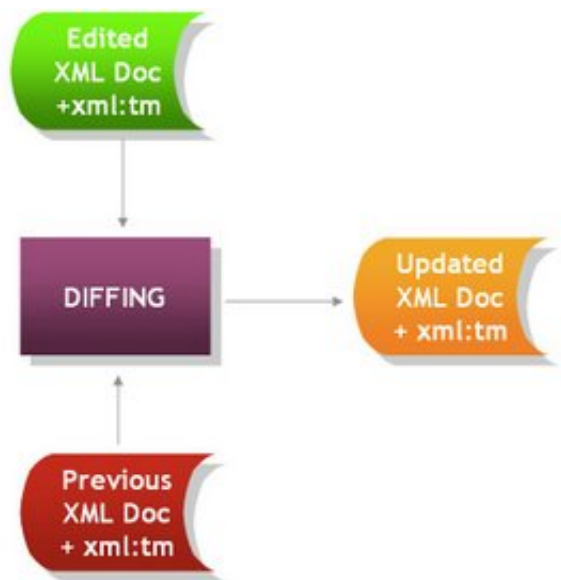 Edited
XML Doc
+xml:tm
DIFFING
Updated
XML Doc
+ xml:tm
Previous
XML Doc
+ xml:tm